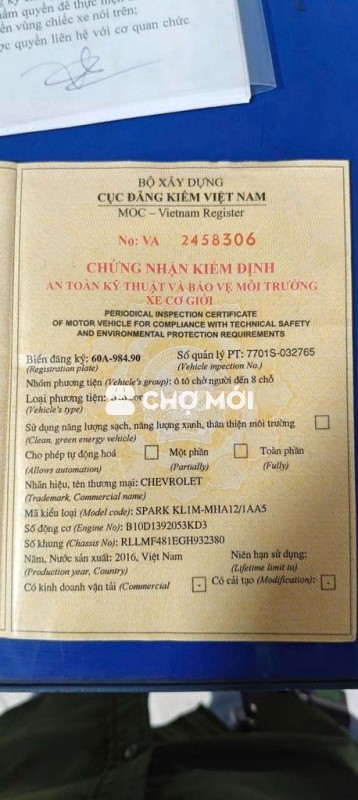 ẩm quyền để thực hiện
ền vùng chiếc xe nói trên;
ợc quyền liên hệ với cơ quan chức
BỘ XÂY DỰNG
CỤC ĐĂNG KIỂM VIỆT NAM
MOC – Vietnam Register
No: VA 2458306
CHỨNG NHẬN KIỂM ĐỊNH
AN TOÀN KỸ THUẬT VÀ BẢO VỆ MÔI TRƯỜNG
XE CƠ GIỚI
PERIODICAL INSPECTION CERTIFICATE
OF MOTOR VEHICLE FOR COMPLIANCE WITH TECHNICAL SAFETY
AND ENVIRONMENTAL PROTECTION REQUIREMENTS
Biển đăng ký: 60A-984.90 Số quản lý PT: 7701S-032765
(Registration plate) (Vehicle inspection No.)
Nhóm phương tiện (Vehicle's group): ô tô chở người đến 8 chỗ
Loại phương tiện:
(Vehicle's type)
CHỢ MỚI
Sử dụng năng lượng sạch, năng lượng xanh, thân thiện môi trường
(Clean, green energy vehicle)
Cho phép tự động hoá Một phần Toàn phần
(Allows automation) (Partially) (Fully)
Nhãn hiệu, tên thương mại: CHEVROLET
(Trademark, Commercial name)
Mã kiểu loại (Model code): SPARK KL1M-MHA12/1AA5
Số động cơ (Engine No): B10D1392053KD3
Số khung (Chassis No): RLLMF481EGH932380
Năm, Nước sản xuất: 2016, Việt Nam Niên hạn sử dụng:
(Production year, Country) (Lifetime limit to)
Có kinh doanh vận tải (Commercial - Có cải tạo (Modification): -